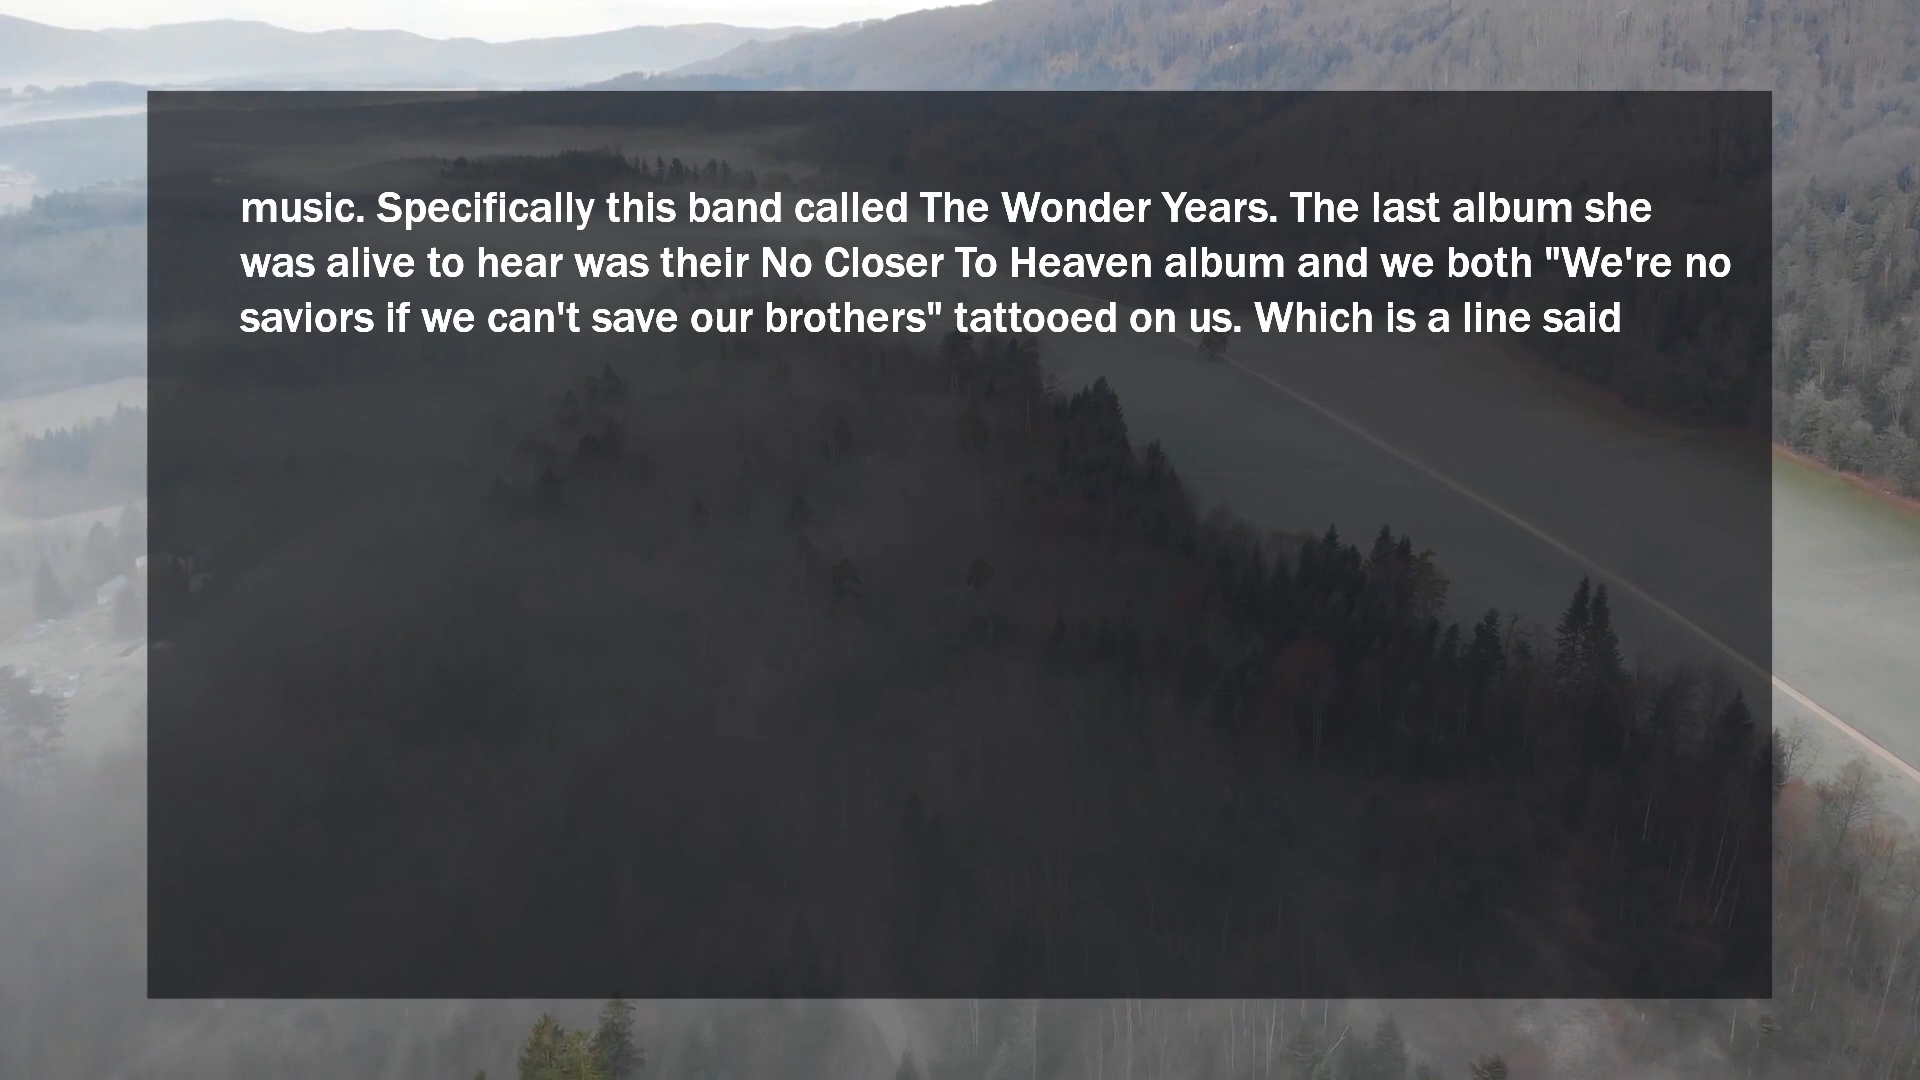 music. Specifically this band called The Wonder Years. The last album she
was alive to hear was their No Closer To Heaven album and we both "We're no
saviors if we can't save our brothers" tattooed on us. Which is a line said